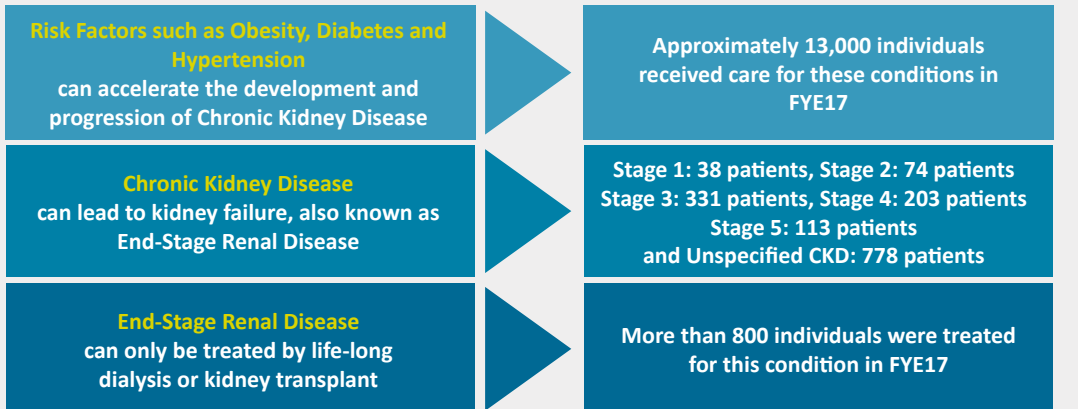 Risk Factors such as Obesity, Diabetes and
Hypertension
can accelerate the development and
progression of Chronic Kidney Disease
Approximately 13,000 individuals
received care for these conditions in
FYE17
Chronic Kidney Disease
can lead to kidney failure, also known as
End-Stage Renal Disease
Stage 1: 38 patients, Stage 2: 74 patients
Stage 3: 331 patients, Stage 4: 203 patients
Stage 5: 113 patients
and Unspecified CKD: 778 patients
End-Stage Renal Disease
can only be treated by life-long
dialysis or kidney transplant
More than 800 individuals were treated
for this condition in FYE17